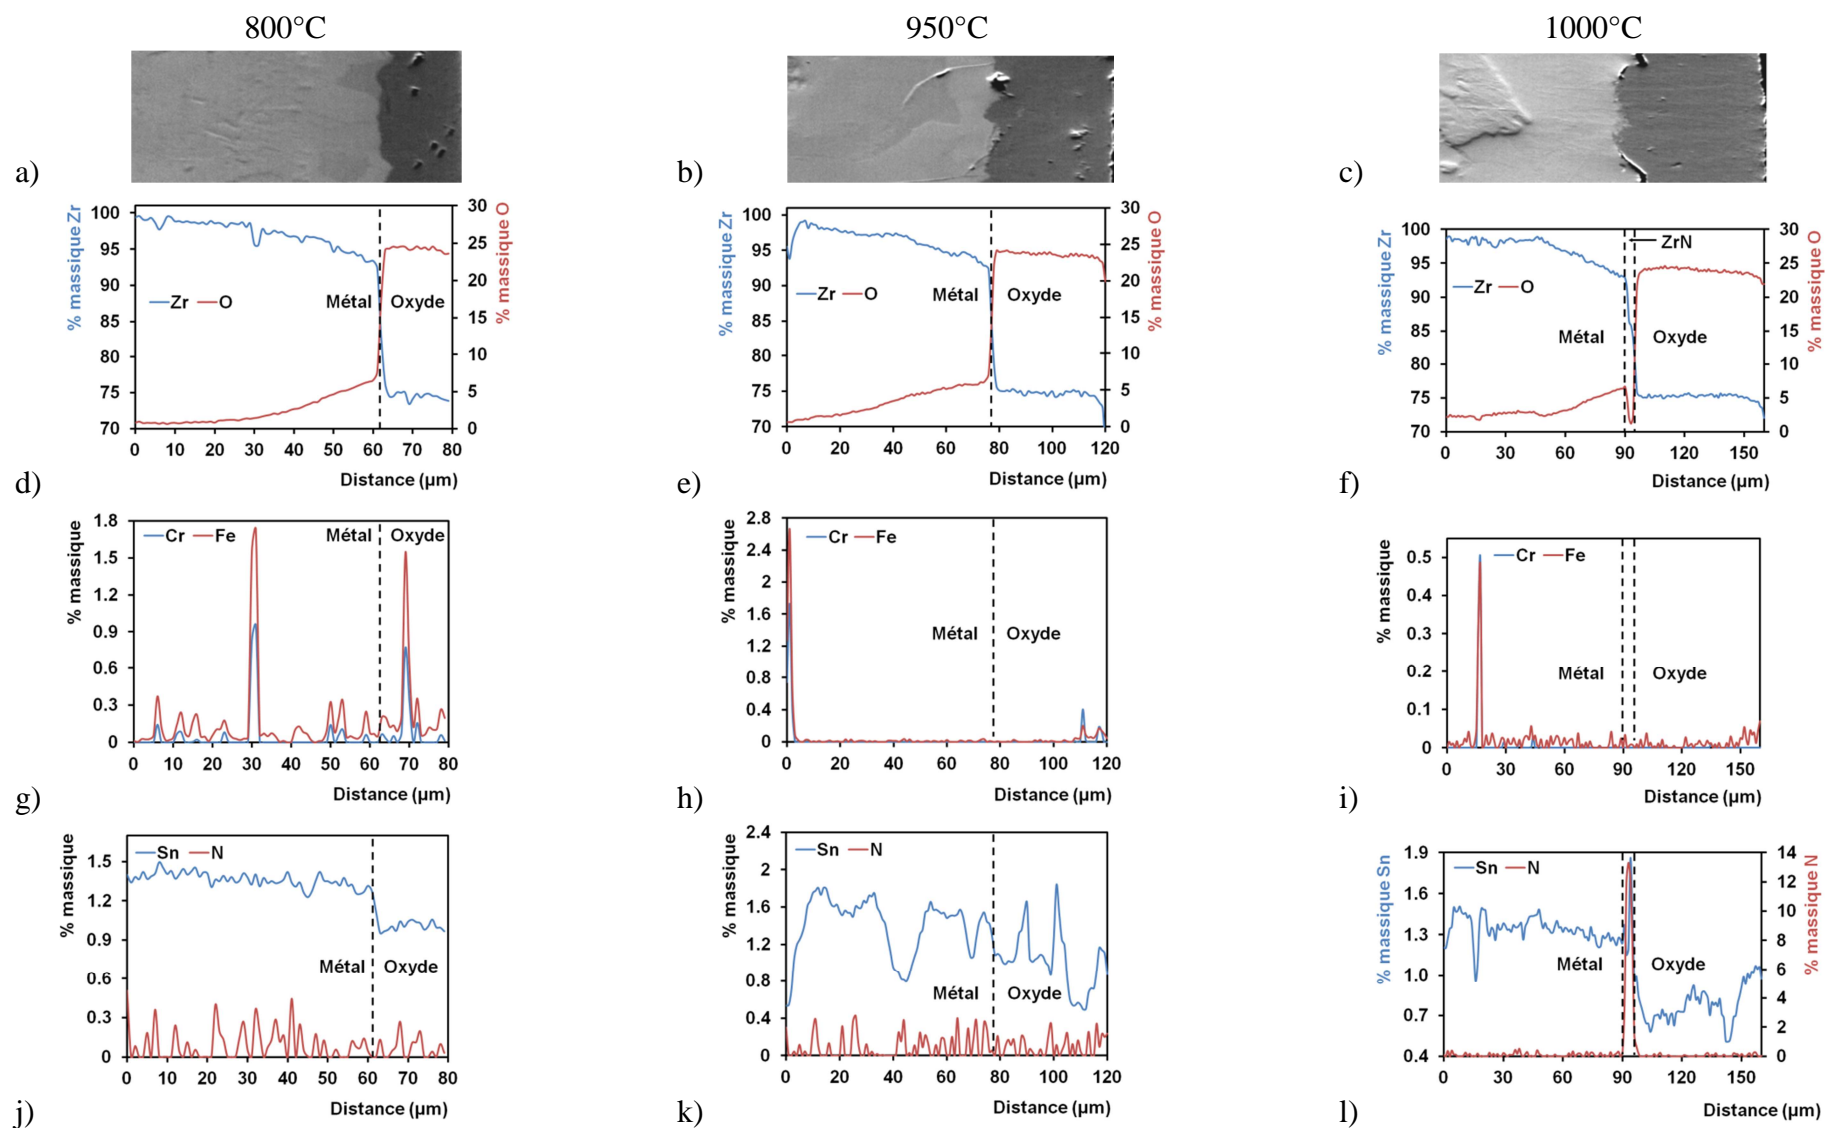 800°C 950°C 1000°C
a) b) c)
% massique Zr
100
95
90
85
80
75
70
Zr O
Métal Oxyde
30
25
20
15
10
5
0
% massique O
0 10 20 30 40 50 60 70 80
Distance (µm)
d)
% massique Zr
100
95
90
85
80
75
70
Zr O
Métal Oxyde
30
25
20
15
10
5
0
% massique O
0 20 40 60 80 100 120
Distance (µm)
e)
% massique Zr
100
95
90
85
80
75
70
ZrN
Zr O
Métal Oxyde
30
25
20
15
10
5
0
% massique O
0 30 60 90 120 150
Distance (µm)
f)
% massique
1.8
1.5
1.2
0.9
0.6
0.3
0
Cr Fe
Métal Oxyde
0 10 20 30 40 50 60 70 80
Distance (µm)
g)
% massique
2.8
2.4
2
1.6
1.2
0.8
0.4
0
Cr Fe
Métal Oxyde
0 20 40 60 80 100 120
Distance (µm)
h)
% massique
0.5
0.4
0.3
0.2
0.1
0
Cr Fe
Métal Oxyde
0 30 60 90 120 150
Distance (µm)
i)
% massique
1.5
1.2
0.9
0.6
0.3
0
Sn N
Métal Oxyde
0 10 20 30 40 50 60 70 80
Distance (µm)
j)
% massique
2.4
2
1.6
1.2
0.8
0.4
0
Sn N
Métal Oxyde
0 20 40 60 80 100 120
Distance (µm)
k)
% massique Sn
1.9
1.6
1.3
1.0
0.7
0.4
Sn N
Métal Oxyde
14
12
10
8
6
4
2
0
% massique N
0 30 60 90 120 150
Distance (µm)
l)